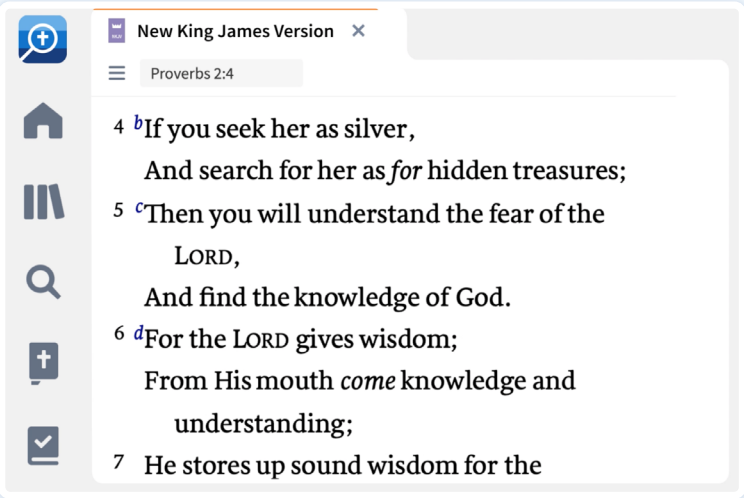 New King James Version
Proverbs 2:4
4 bIf you seek her as silver,
And search for her as for hidden treasures;
5 cThen you will understand the fear of the
LORD,
And find the knowledge of God.
6 dFor the LORD gives wisdom;
From His mouth come knowledge and
understanding;
7 He stores up sound wisdom for the